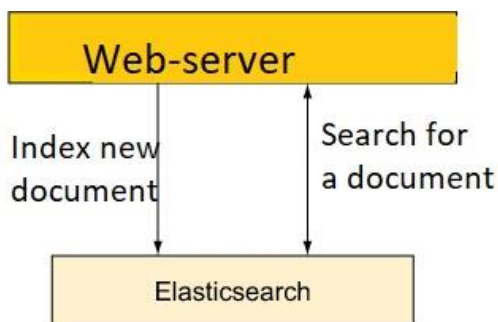 Web-server
Index new
document
Search for
a document
Elasticsearch